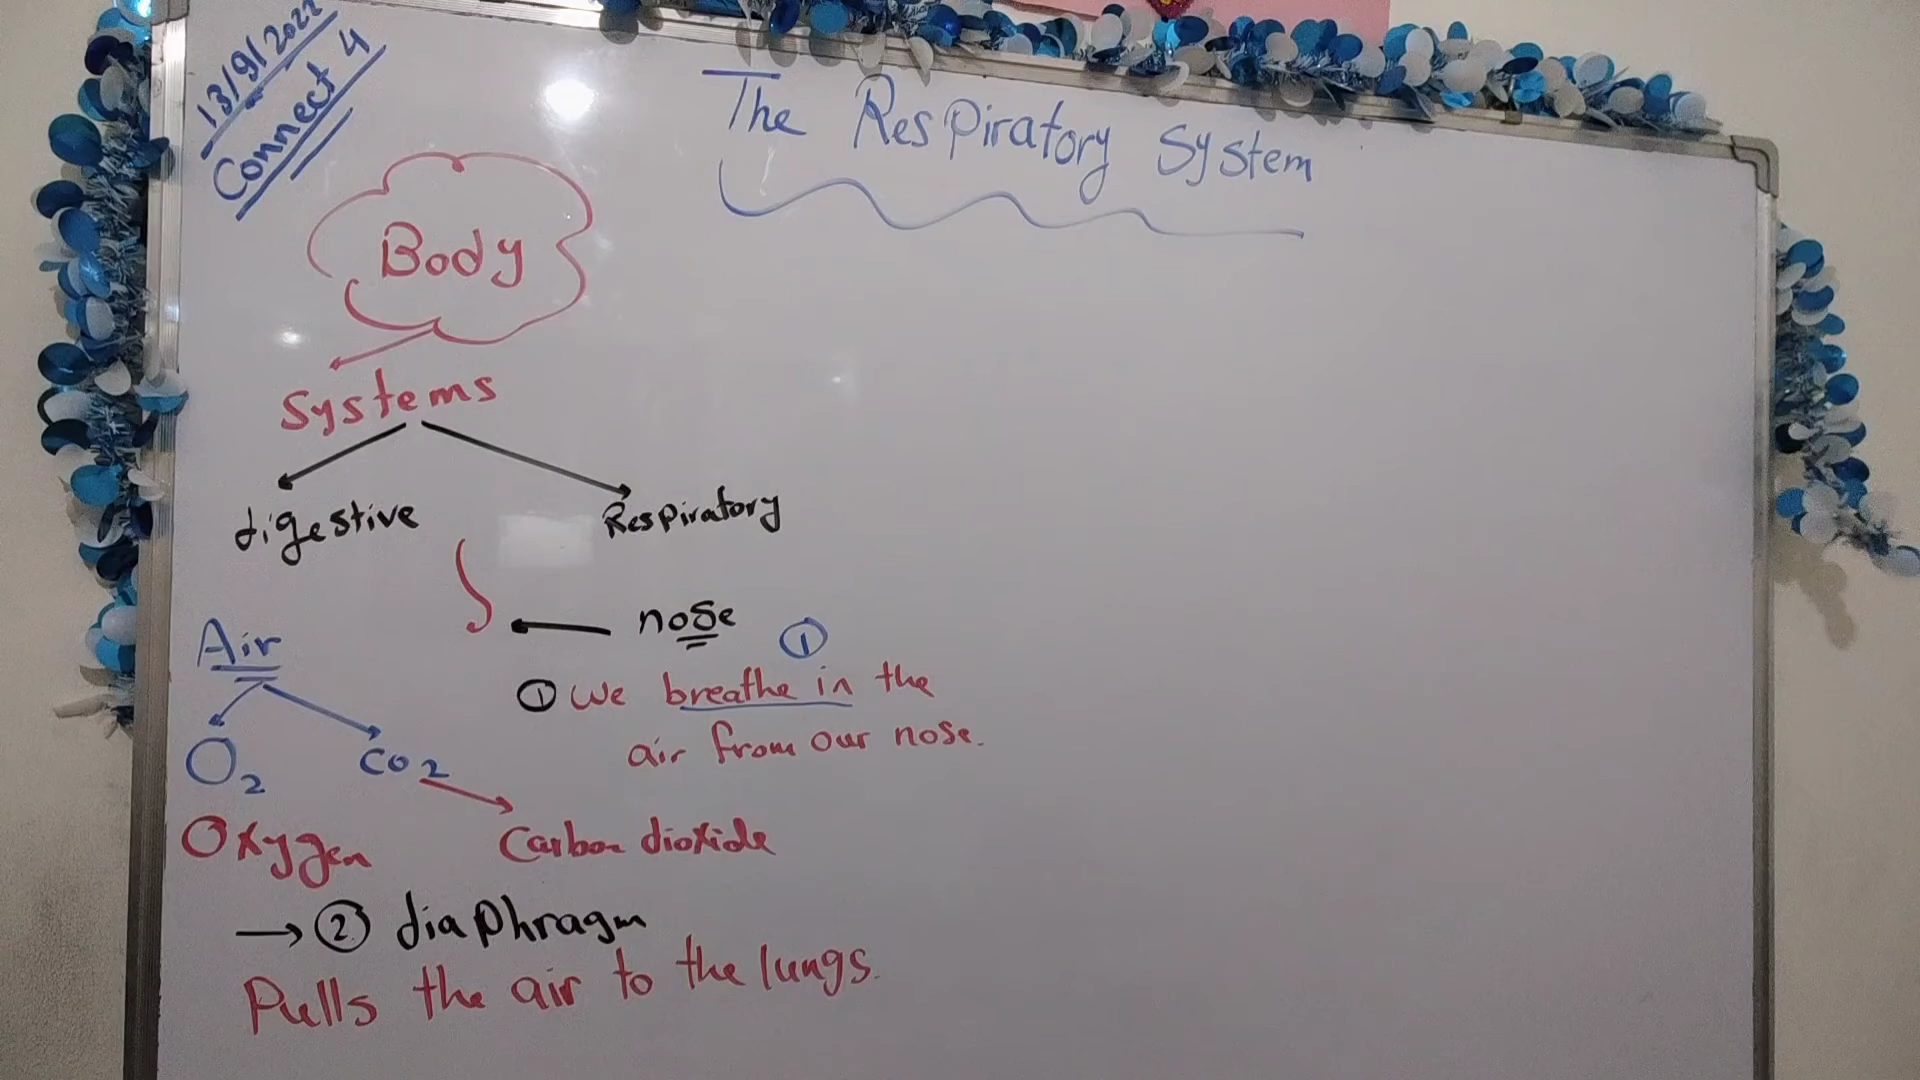 13/9/2022
Connect 4
The Respiratory System
Body
Systems
digestive Respiratory
nose
①
Air
① We breathe in the
air from our nose.
O2 CO2
Oxygen Carbon dioxide
→ ② diaphragm
Pulls the air to the lungs.